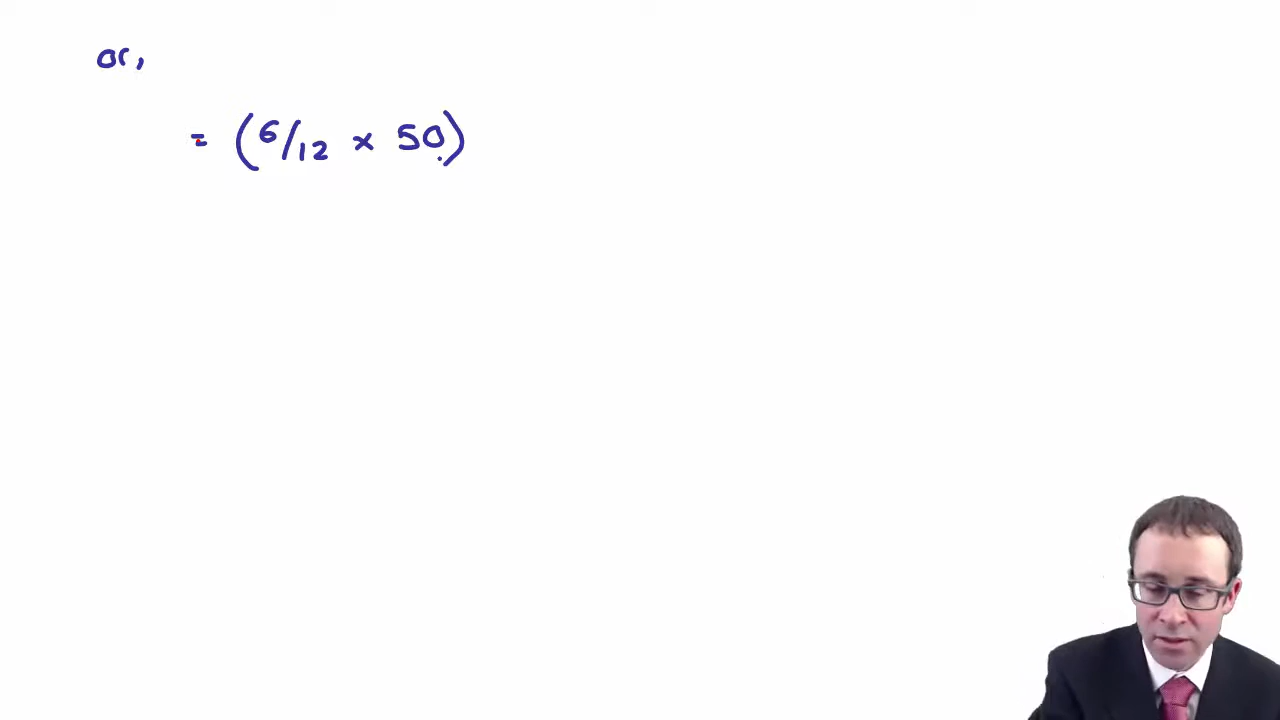 or,
= (6/12 x 50)